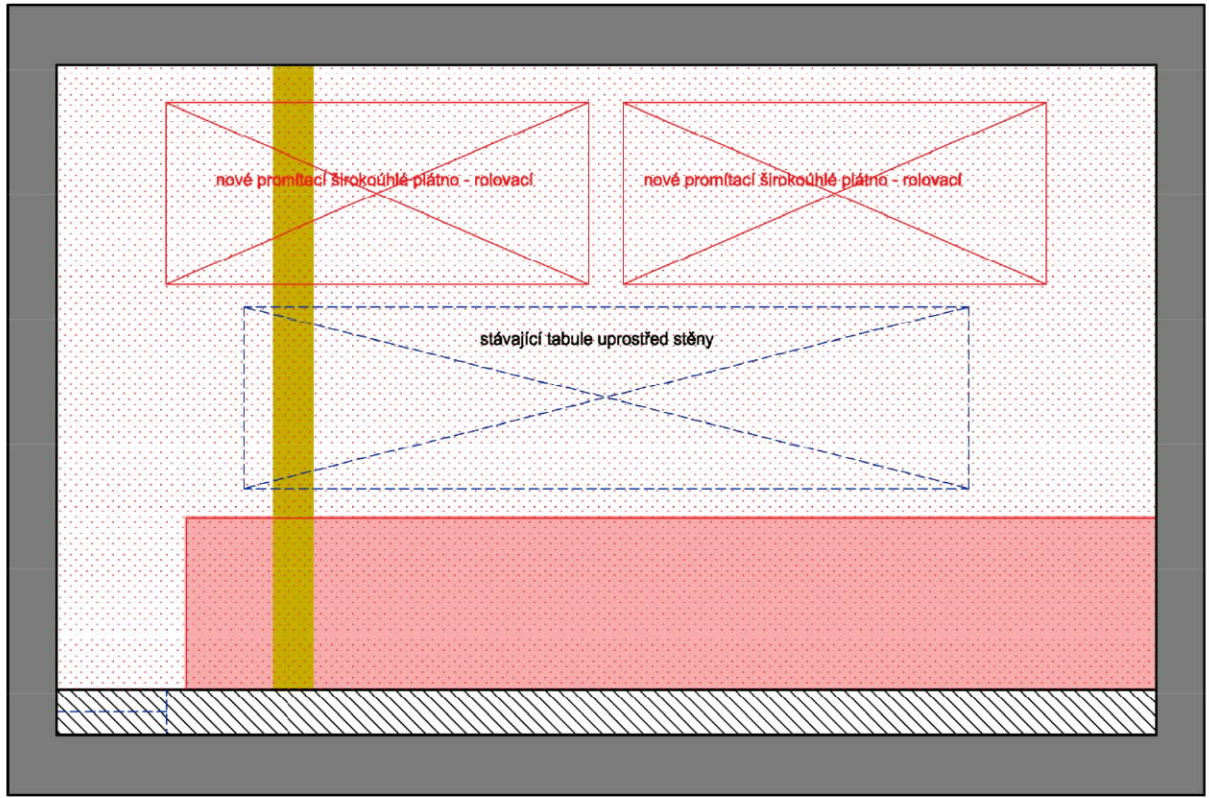 nové promítací širokoúhlé plátno - rolovací
nové promítací širokoúhlé plátno - rolovací
stávající tabule uprostřed stěny